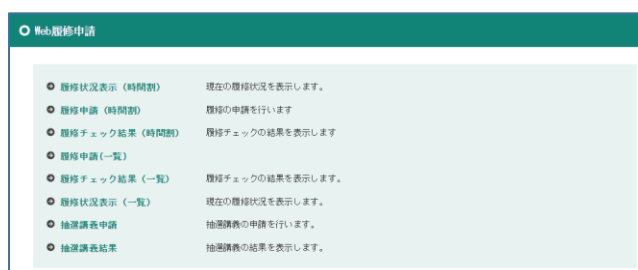 Web履修申請
履修状況表示（時間割） 現在の履修状況を表示します。
履修申請（時間割） 履修の申請を行います
履修チェック結果（時間割） 履修チェックの結果を表示します
履修申請(一覧)
履修チェック結果（一覧） 履修チェックの結果を表示します。
履修状況表示（一覧） 現在の履修状況を表示します。
抽選講義申請 抽選講義の申請を行います。
抽選講義結果 抽選講義の結果を表示します。